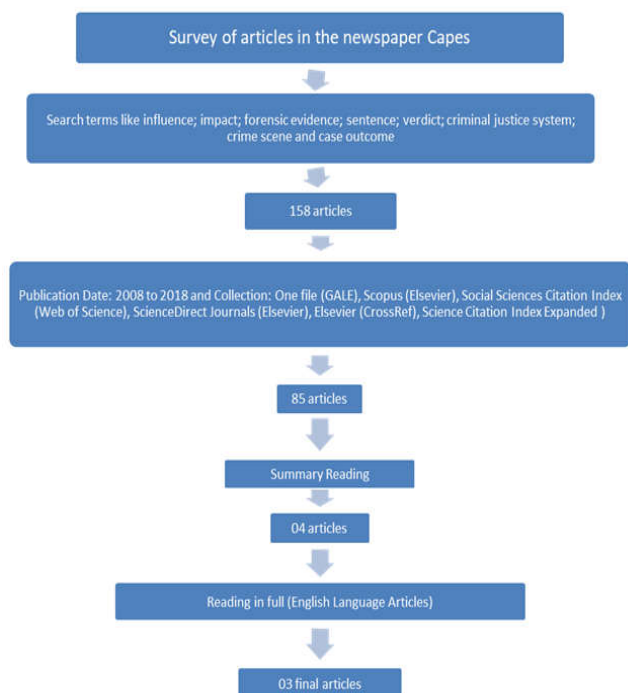 Survey of articles in the newspaper Capes
Search terms like influence; impact; forensic evidence; sentence; verdict; criminal justice system;
crime scene and case outcome
158 articles
Publication Date: 2008 to 2018 and Collection: One file (GALE), Scopus (Elsevier), Social Sciences Citation Index
(Web of Science), ScienceDirect Journals (Elsevier), Elsevier (CrossRef), Science Citation Index Expanded )
85 articles
Summary Reading
04 articles
Reading in full (English Language Articles)
03 final articles